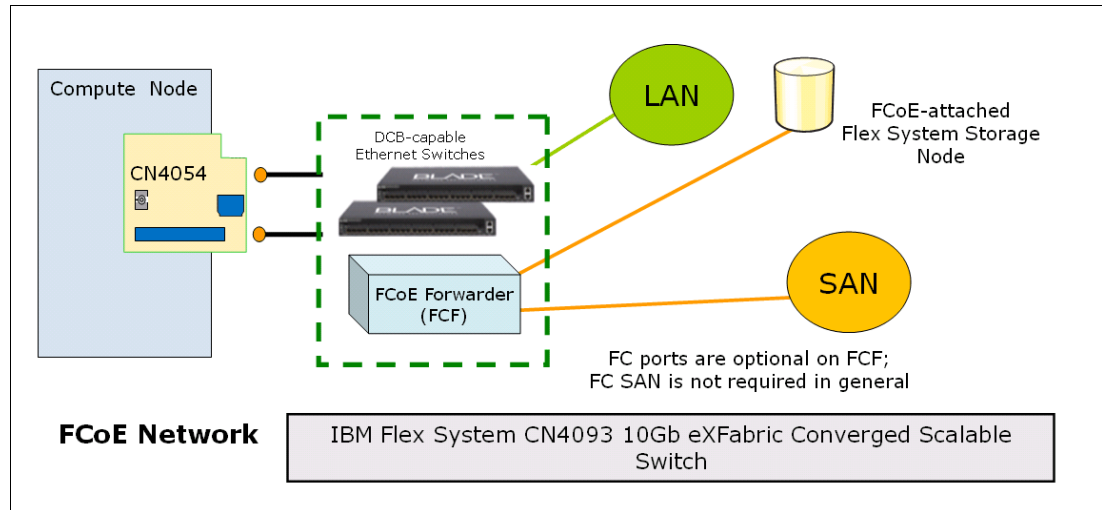 Compute Node
CN4054
DCB-capable
Ethernet Switches
BLADE
BLADE
FCoE Forwarder
(FCF)
LAN
FCoE-attached
Flex System Storage
Node
SAN
FC ports are optional on FCF;
FC SAN is not required in general
FCoE Network
IBM Flex System CN4093 10Gb eXFabric Converged Scalable
Switch